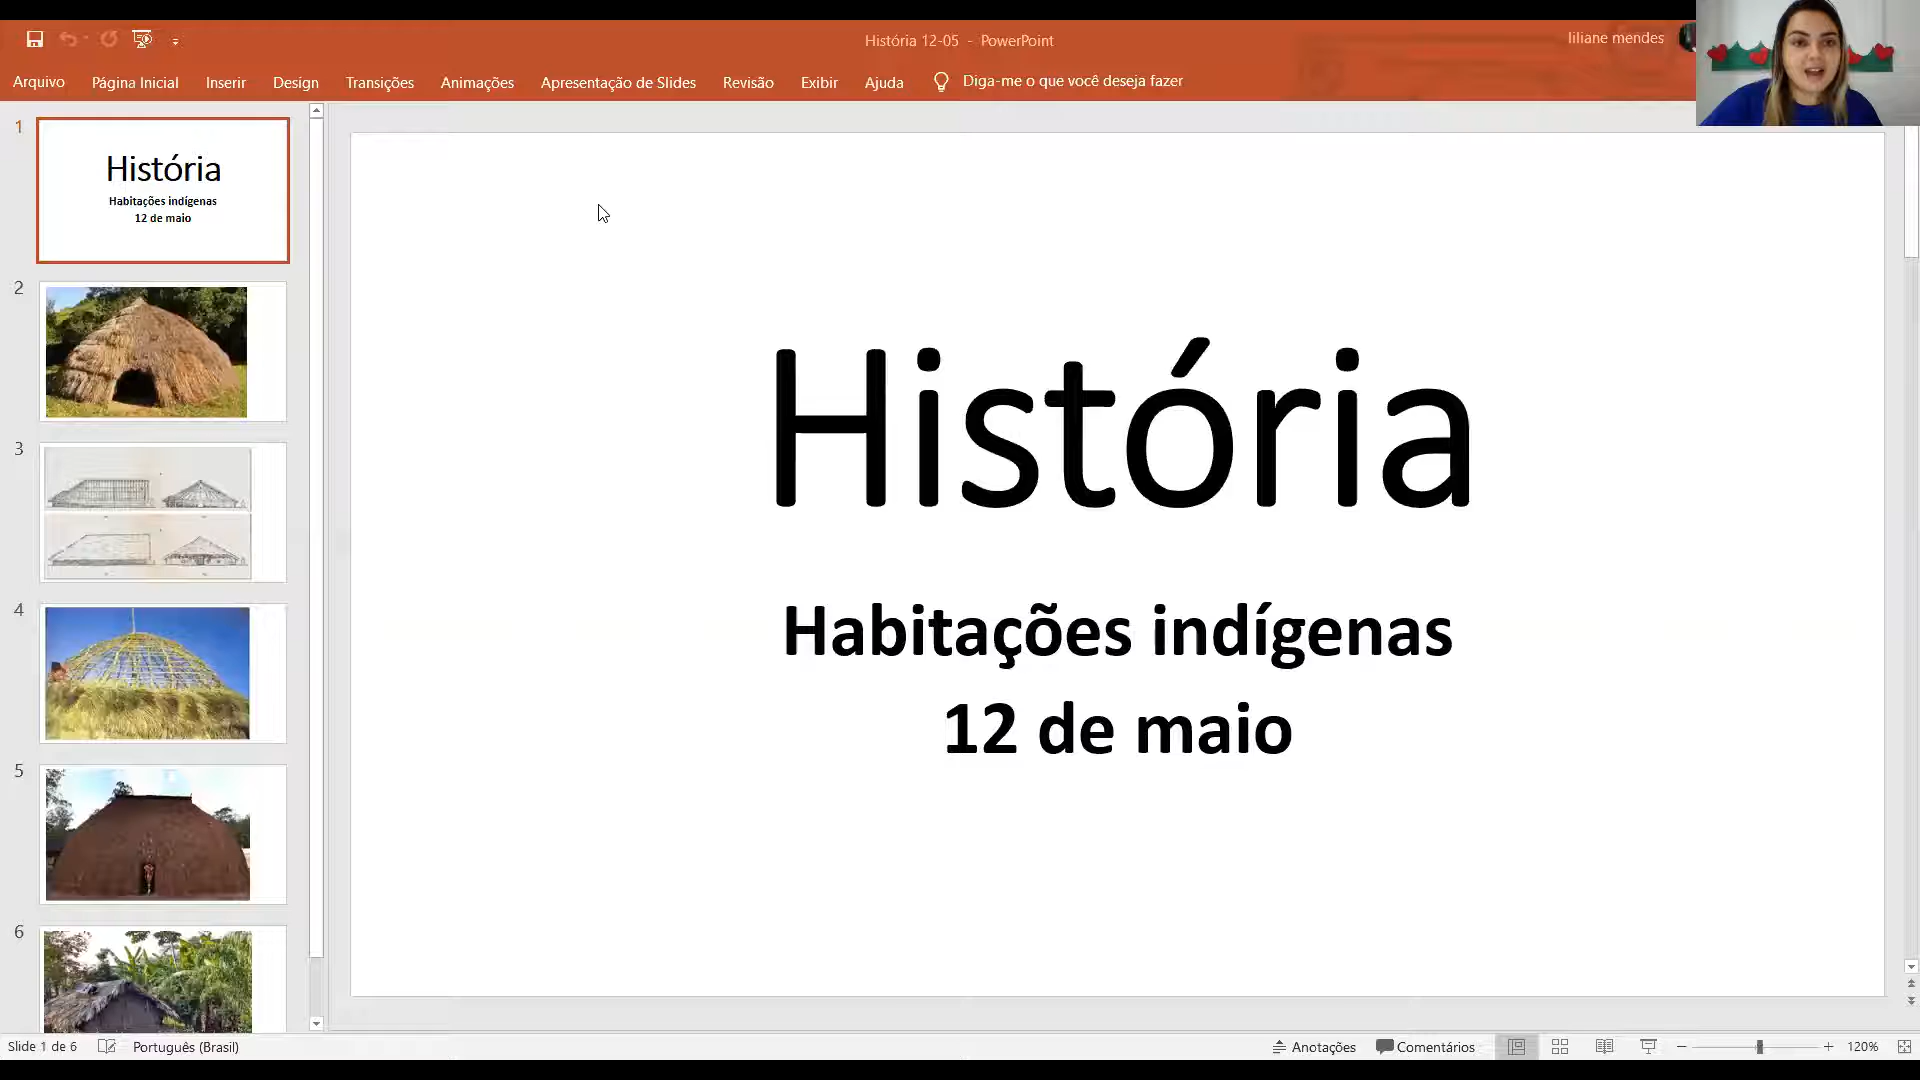 História 12-05 - PowerPoint
liliane mendes
Arquivo Página Inicial Inserir Design Transições Animações Apresentação de Slides Revisão Exibir Ajuda Diga-me o que você deseja fazer
1
História
Habitações indígenas
12 de maio
2
3
4
5
6
História
Habitações indígenas
12 de maio
Slide 1 de 6 Português (Brasil) Anotações Comentários 120%